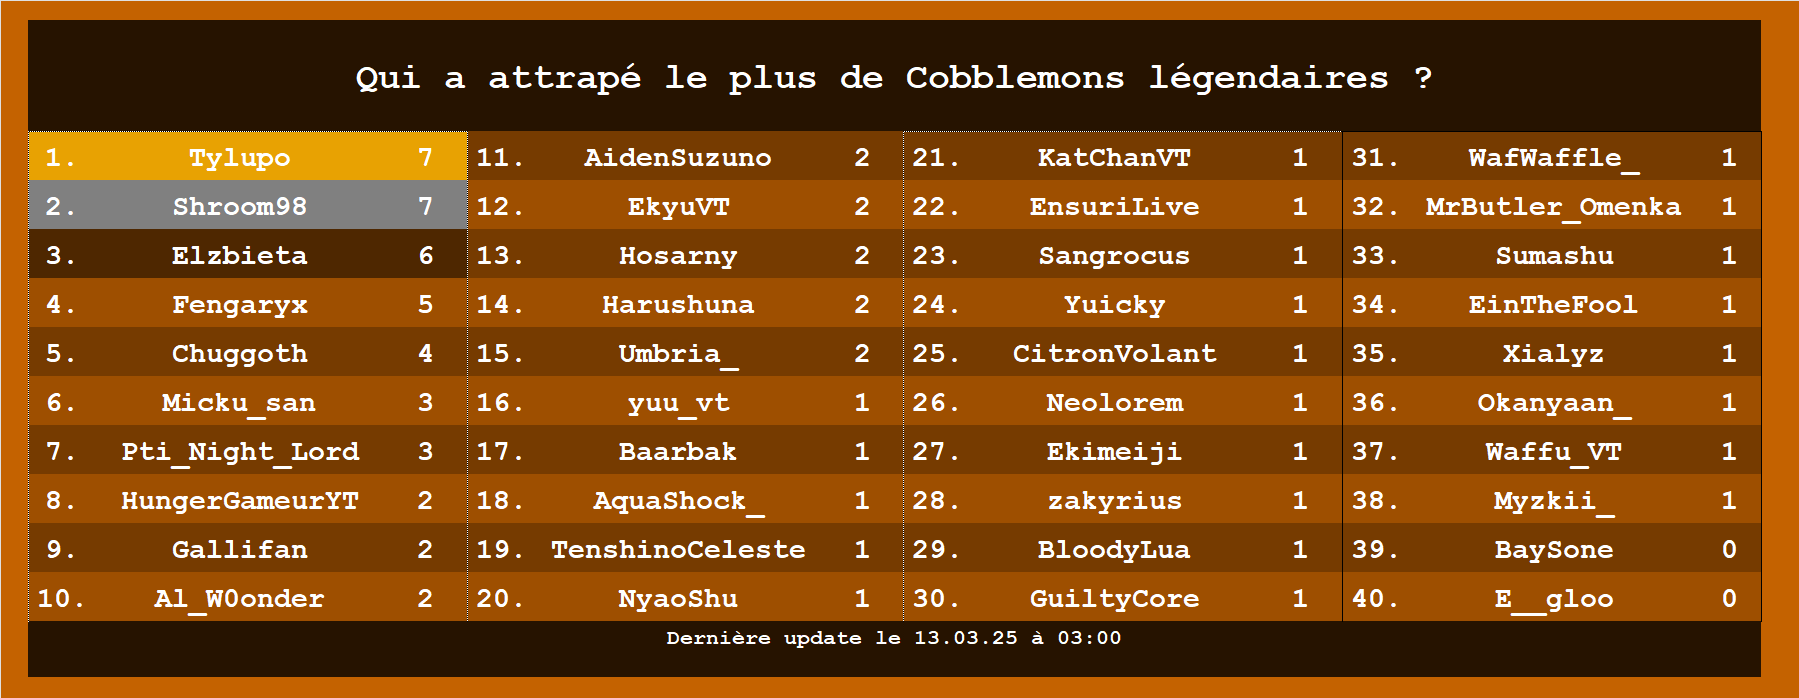 Qui a attrapé le plus de Cobblemons légendaires ?
1. Tylupo 7
2. Shroom98 7
3. Elzbieta 6
4. Fengaryx 5
5. Chuggoth 4
6. Micku_san 3
7. Pti_Night_Lord 3
8. HungerGameurYT 2
9. Gallifan 2
10. Al_W0onder 2
11. AidenSuzuno 2
12. EkyuVT 2
13. Hosarny 2
14. Harushuna 2
15. Umbria_ 2
16. yuu_vt 1
17. Baarbak 1
18. AquaShock_ 1
19. TenshinoCeleste 1
20. NyaoShu 1
21. KatChanVT 1
22. EnsuriLive 1
23. Sangrocus 1
24. Yuicky 1
25. CitronVolant 1
26. Neolorem 1
27. Ekimeiji 1
28. zakyrius 1
29. BloodyLua 1
30. GuiltyCore 1
31. WafWaffle_ 1
32. MrButler_Omenka 1
33. Sumashu 1
34. EinTheFool 1
35. Xialyz 1
36. Okanyaan_ 1
37. Waffu_VT 1
38. Myzkii_ 1
39. BaySone 0
40. E__gloo 0
Dernière update le 13.03.25 à 03:00